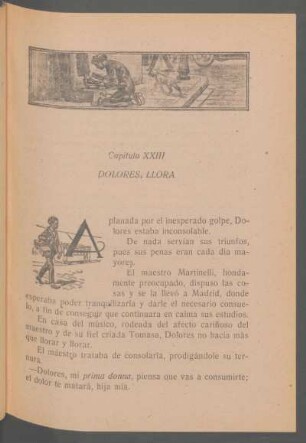 Capítulo XXIII
DOLORES, LLORA
Aplanada por el inesperado golpe, Do-
lores estaba inconsolable.
De nada servían sus triunfos,
pues sus penas eran cada día ma-
yores.
El maestro Martinelli, honda-
mente preocupado, dispuso las co-
sas y se la llevó a Madrid, donde
esperaba poder tranquilizarla y darle el necesario consue-
lo, a fin de conseguir que continuara en calma sus estudios.
En casa del músico, rodeada del afecto cariñoso del
maestro y de su fiel criada Tomasa, Dolores no hacía más
que llorar y llorar.
El maestro trataba de consolarla, prodigándole su ter-
nura.
—Dolores, mi prima donna, piensa que vas a consumirte;
el dolor te matará, hija mía.